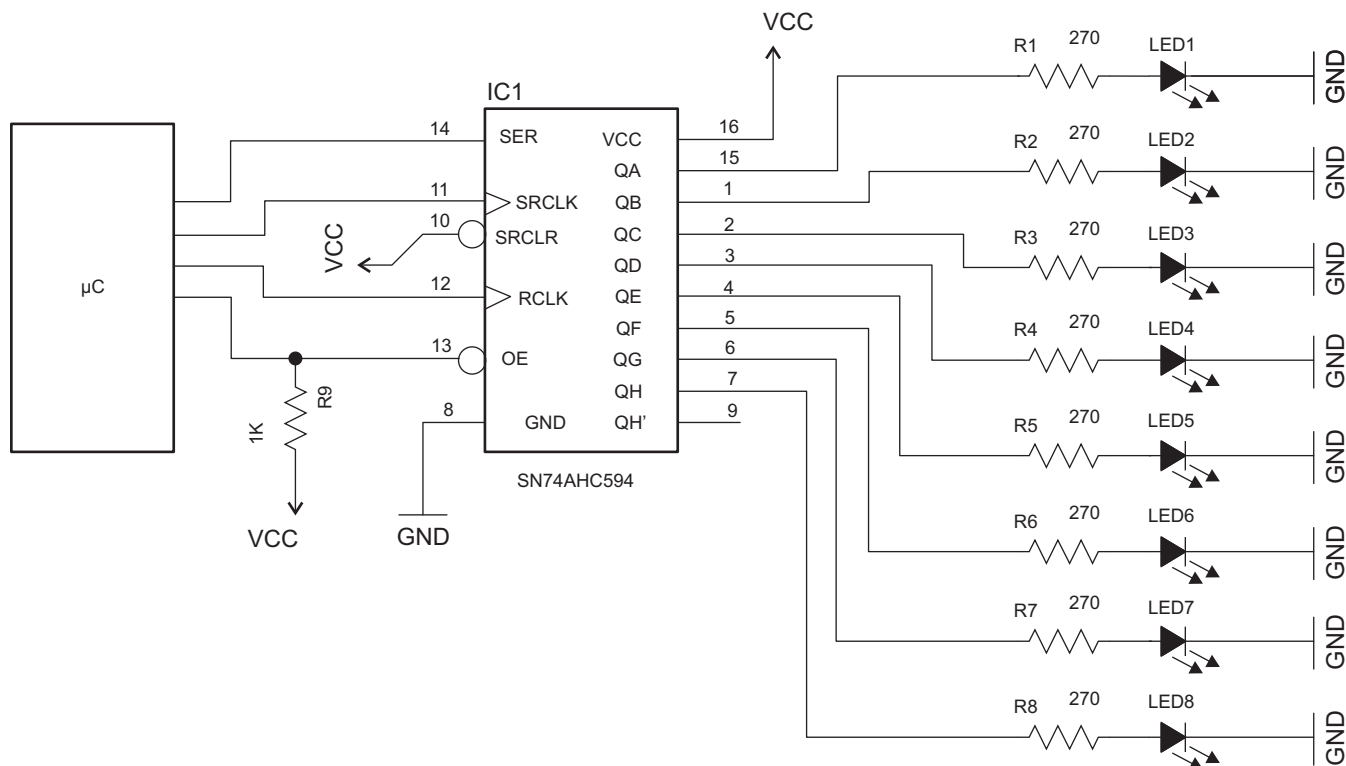 VCC
IC1
µC
14
SER
11
SRCLK
10
SRCLR
VCC
12
RCLK
13
OE
R9
1K
VCC
8
GND
GND
SN74AHC594
VCC
16
QA
15
QB
1
QC
2
QD
3
QE
4
QF
5
QG
6
QH
7
QH'
9
R1
270
LED1
GND
R2
270
LED2
GND
R3
270
LED3
GND
R4
270
LED4
GND
R5
270
LED5
GND
R6
270
LED6
GND
R7
270
LED7
GND
R8
270
LED8
GND